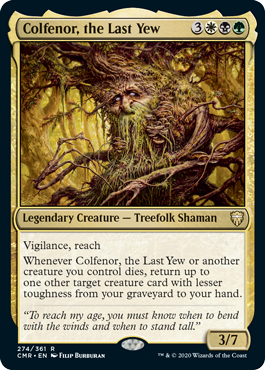 Colfenor, the Last Yew 3
Legendary Creature — Treefolk Shaman
Vigilance, reach
Whenever Colfenor, the Last Yew or another
creature you control dies, return up to
one other target creature card with lesser
toughness from your graveyard to your hand.
“To reach my age, you must know when to bend
with the winds and when to stand tall.”
3/7
274/361 R
CMR • EN Filip Burburan ™ & © 2020 Wizards of the Coast